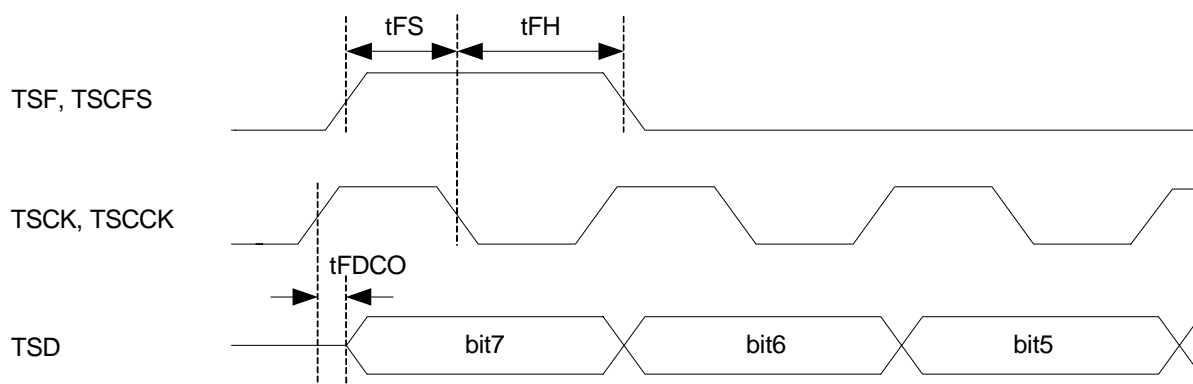 tFS tFH
TSF, TSCFS
TSCK, TSCCK
tFDCO
TSD bit7 bit6 bit5